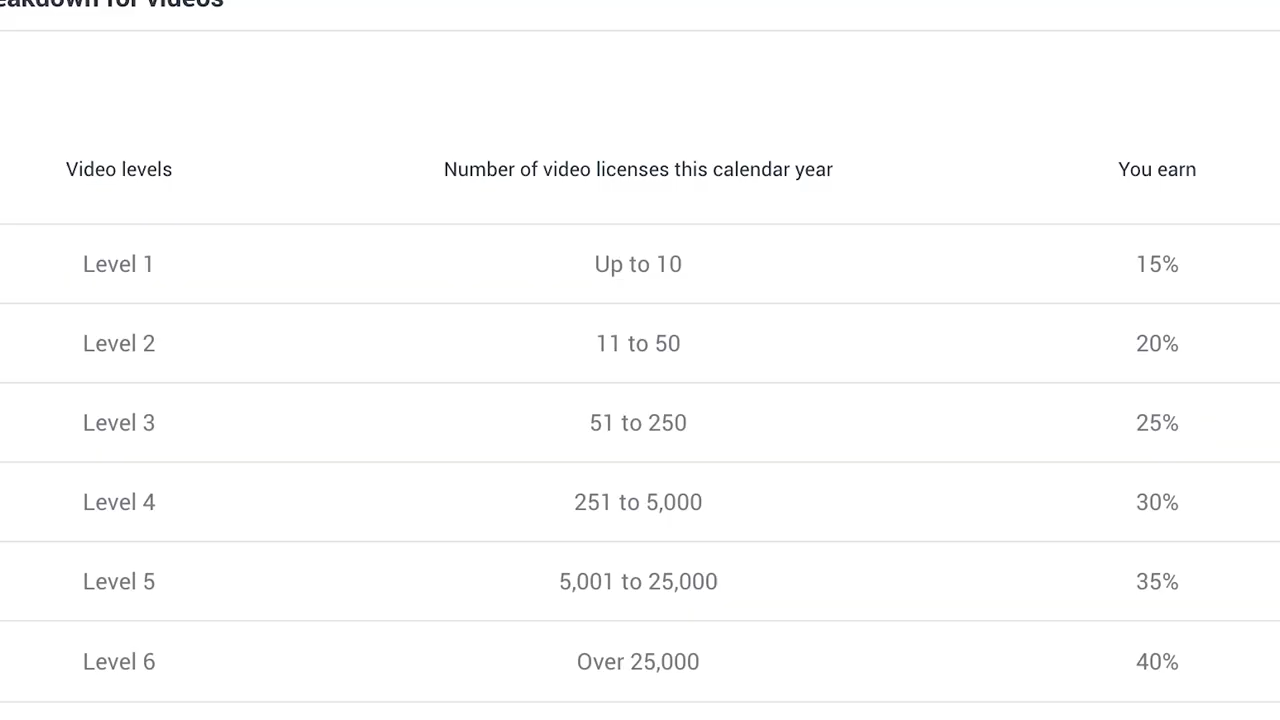 for videos
Video levels Number of video licenses this calendar year You earn
Level 1 Up to 10 15%
Level 2 11 to 50 20%
Level 3 51 to 250 25%
Level 4 251 to 5,000 30%
Level 5 5,001 to 25,000 35%
Level 6 Over 25,000 40%